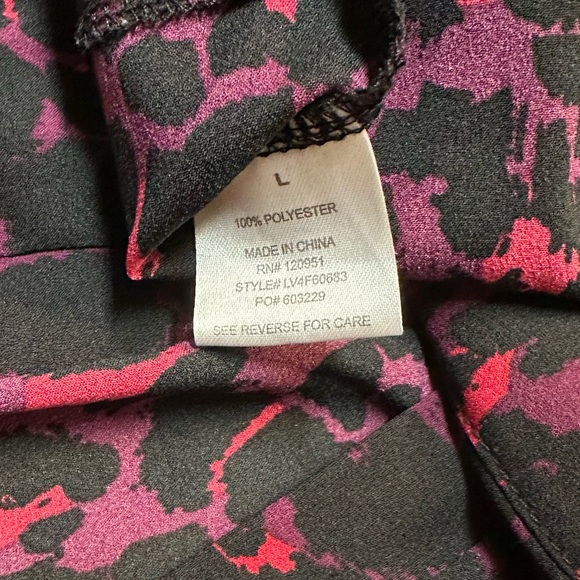 L
100% POLYESTER
MADE IN CHINA
RN# 120951
STYLE# LV4F60683
PO# 603229
SEE REVERSE FOR CARE